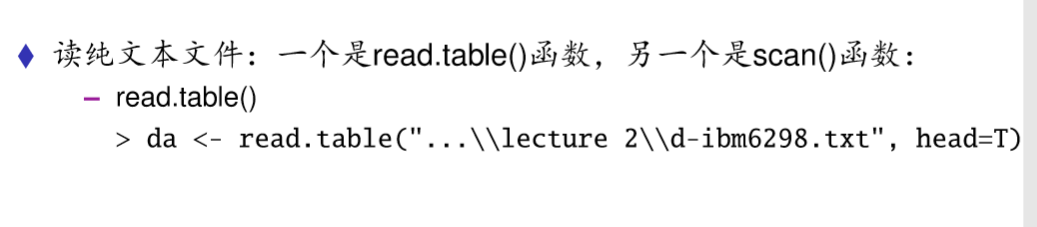 读纯文本文件：一个是read.table()函数，另一个是scan()函数：
– read.table()
> da <- read.table("...\\lecture 2\\d-ibm6298.txt", head=T)